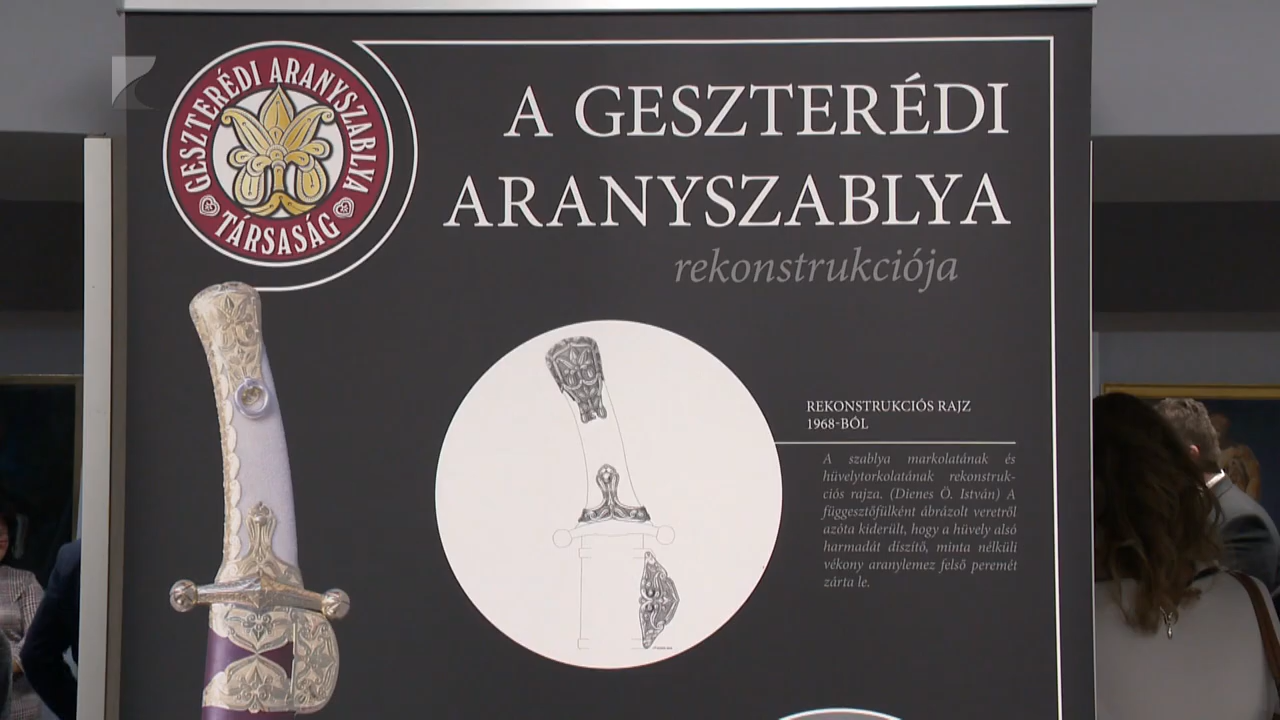 GESZTERÉDI ARANYSZABLYA
TÁRSASÁG
A GESZTERÉDI
ARANYSZABLYA
rekonstrukciója
REKONSTRUKCIÓS RAJZ
1968-BÓL
A szablya markolatának és
hüvelytorkolatának rekonstruk-
ciós rajza. (Dienes Ö. István) A
függesztőfülként ábrázolt veretről
azóta kiderült, hogy a hüvely alsó
harmadát díszítő, minta nélküli
vékony aranylemez felső peremét
zárta le.